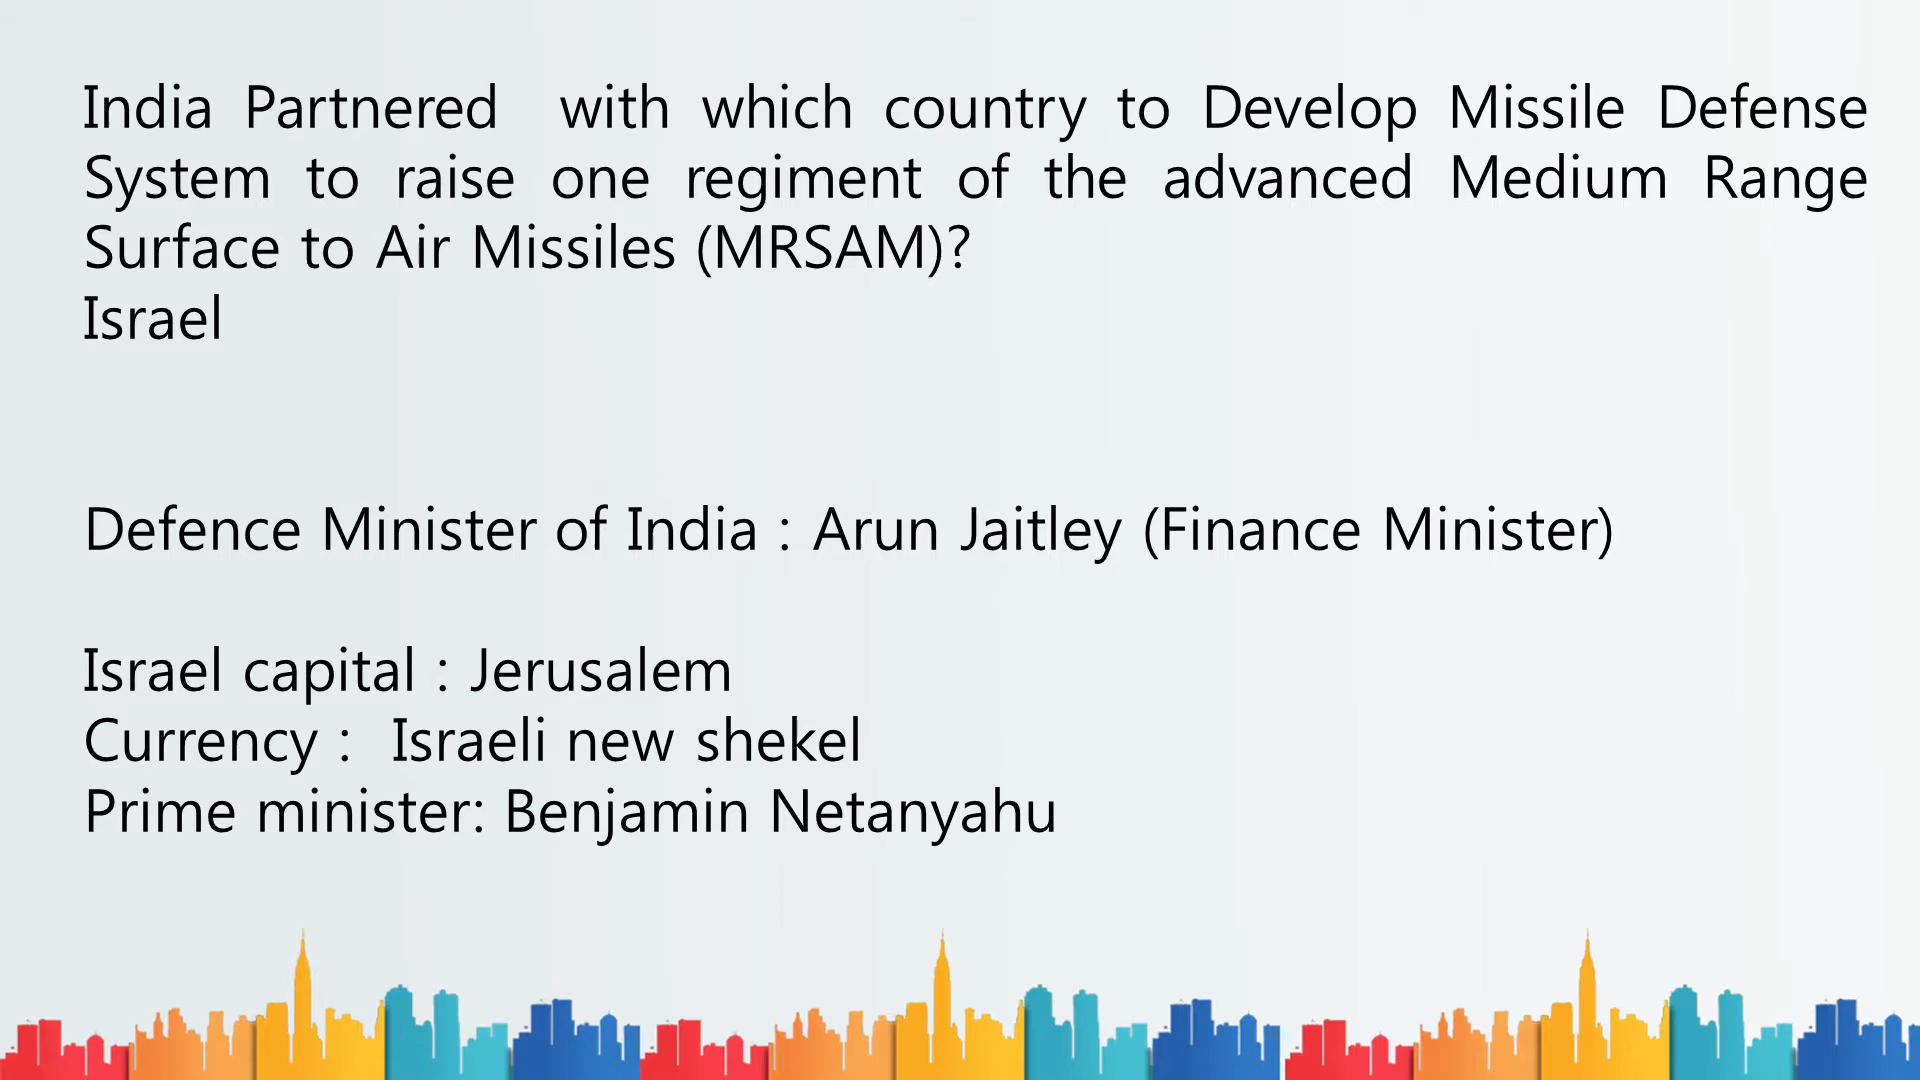 India Partnered with which country to Develop Missile Defense
System to raise one regiment of the advanced Medium Range
Surface to Air Missiles (MRSAM)?
Israel
Defence Minister of India : Arun Jaitley (Finance Minister)
Israel capital : Jerusalem
Currency : Israeli new shekel
Prime minister: Benjamin Netanyahu